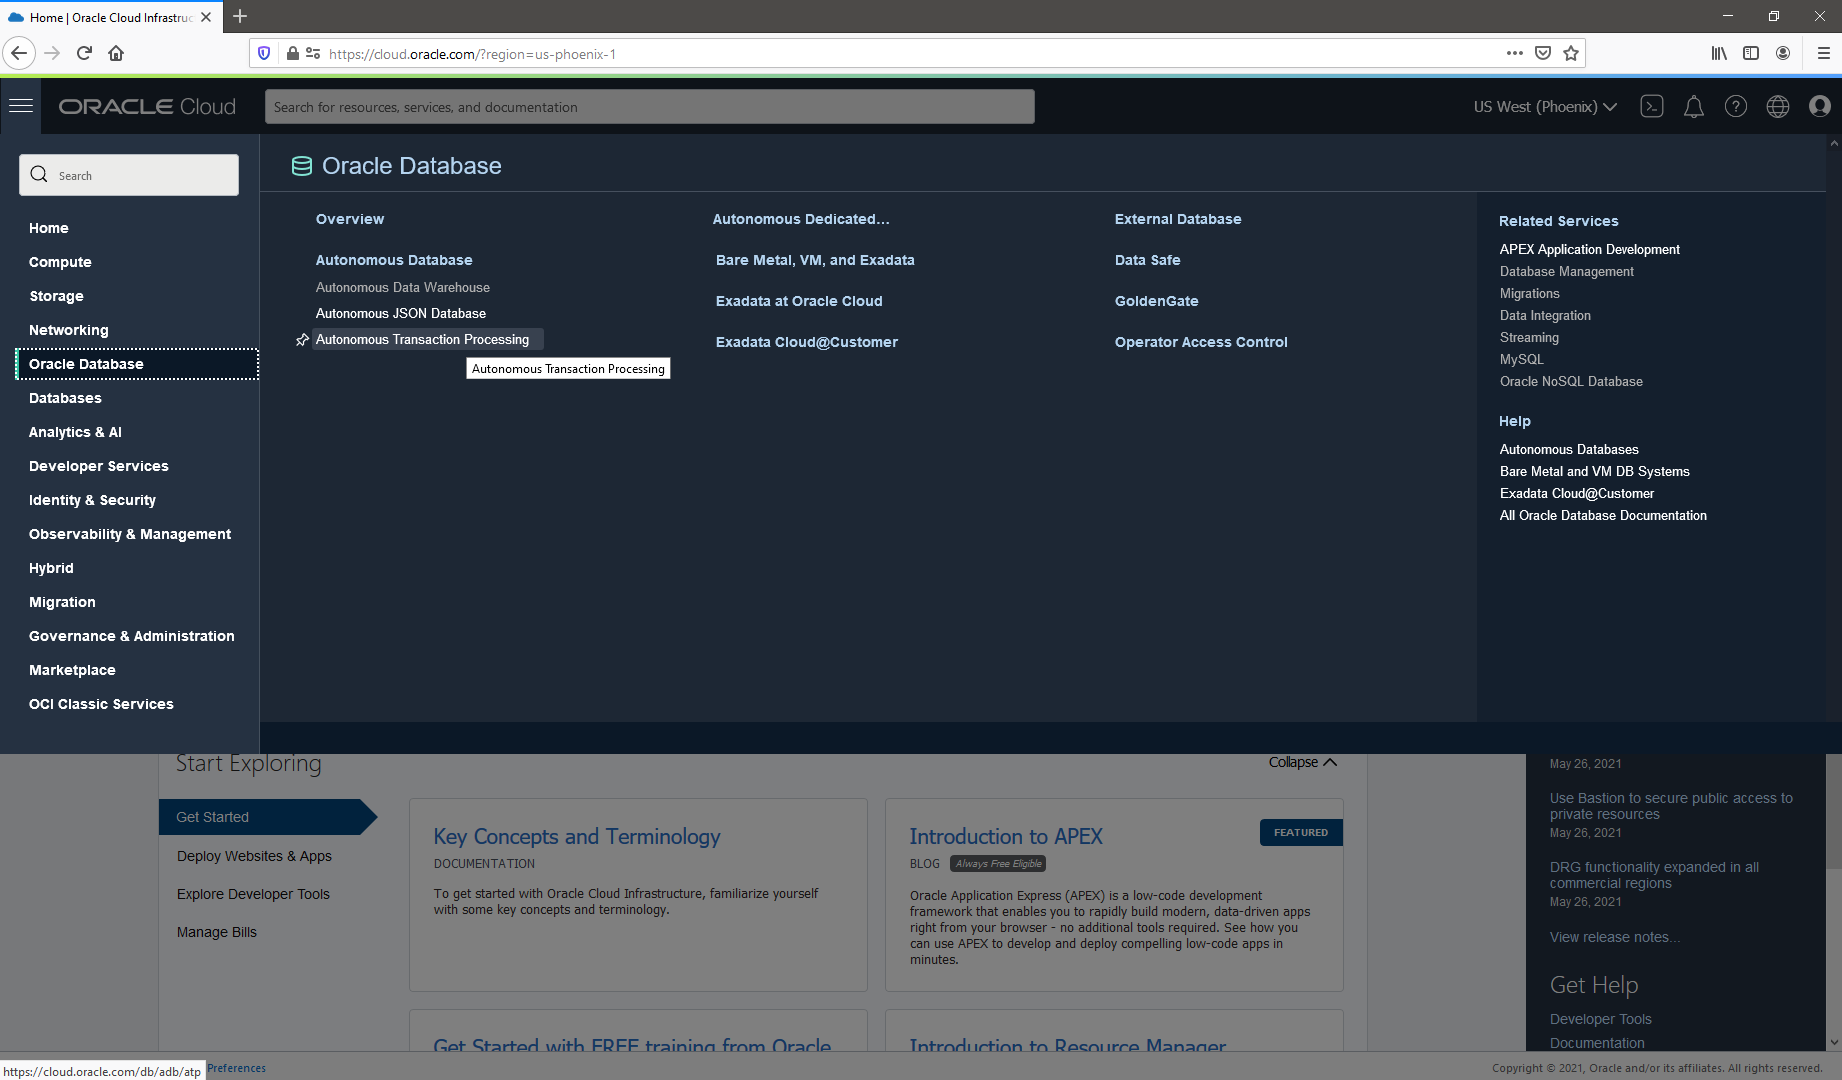 Home | Oracle Cloud Infrastruc
https://cloud.oracle.com/?region=us-phoenix-1
ORACLE Cloud
Search for resources, services, and documentation
US West (Phoenix)
Search
Home
Compute
Storage
Networking
Oracle Database
Databases
Analytics & AI
Developer Services
Identity & Security
Observability & Management
Hybrid
Migration
Governance & Administration
Marketplace
OCI Classic Services
Oracle Database
Overview
Autonomous Database
Autonomous Data Warehouse
Autonomous JSON Database
Autonomous Transaction Processing
Autonomous Transaction Processing
Autonomous Dedicated...
Bare Metal, VM, and Exadata
Exadata at Oracle Cloud
Exadata Cloud@Customer
External Database
Data Safe
GoldenGate
Operator Access Control
Related Services
APEX Application Development
Database Management
Migrations
Data Integration
Streaming
MySQL
Oracle NoSQL Database
Help
Autonomous Databases
Bare Metal and VM DB Systems
Exadata Cloud@Customer
All Oracle Database Documentation
Start Exploring
Collapse
Get Started
Deploy Websites & Apps
Explore Developer Tools
Manage Bills
Key Concepts and Terminology
DOCUMENTATION
To get started with Oracle Cloud Infrastructure, familiarize yourself
with some key concepts and terminology.
Introduction to APEX
FEATURED
BLOG
Always Free Eligible
Oracle Application Express (APEX) is a low-code development
framework that enables you to rapidly build modern, data-driven apps
right from your browser - no additional tools required. See how you
can use APEX to develop and deploy compelling low-code apps in
minutes.
Get Started with FREE training from Oracle
Introduction to Resource Manager
May 26, 2021
Use Bastion to secure public access to
private resources
May 26, 2021
DRG functionality expanded in all
commercial regions
May 26, 2021
View release notes...
Get Help
Developer Tools
Documentation
https://cloud.oracle.com/db/adb/atp
Preferences
Copyright © 2021, Oracle and/or its affiliates. All rights reserved.